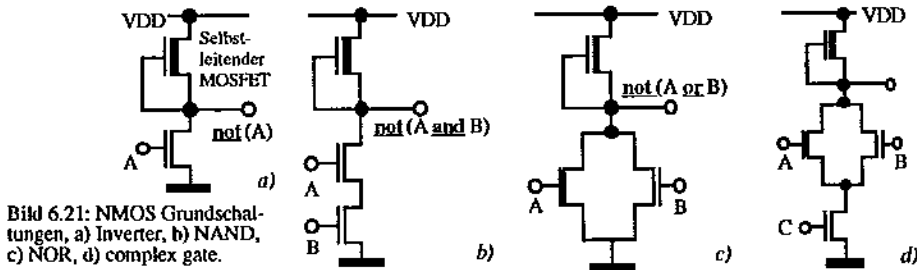 VDD
Selbst-
leitender
MOSFET
not (A)
A
a)
VDD
not (A and B)
A
B
b)
VDD
not (A or B)
A
B
c)
VDD
A
B
C
d)
Bild 6.21: NMOS Grundschal-
tungen, a) Inverter, b) NAND,
c) NOR, d) complex gate.